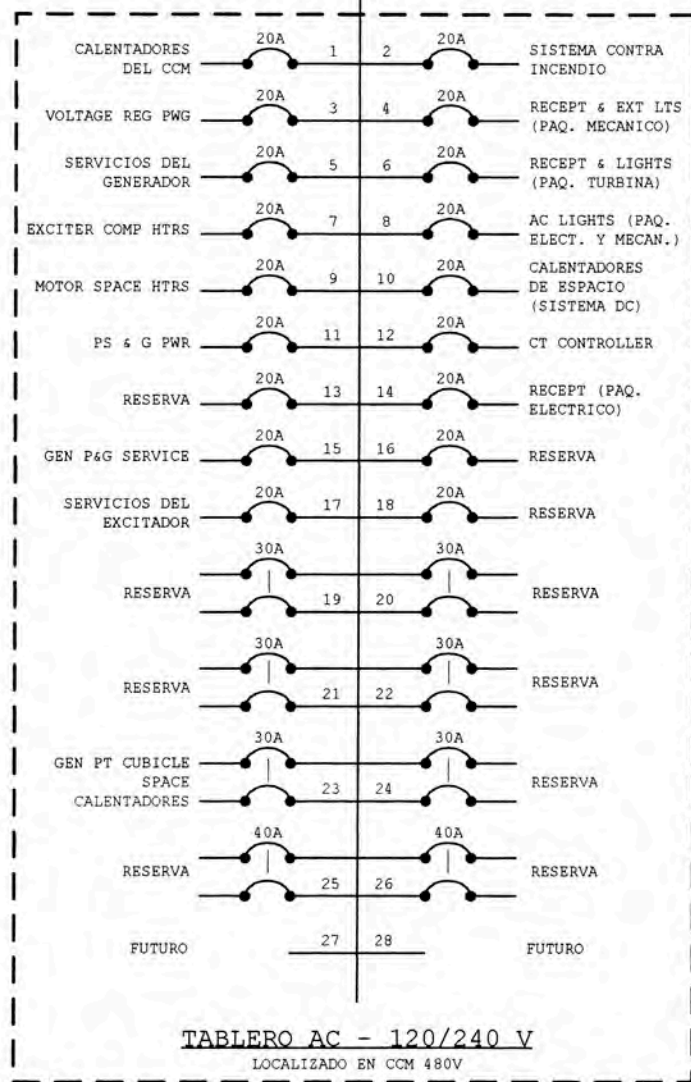 20A 20A
CALENTADORES 1 2 SISTEMA CONTRA
DEL CCM INCENDIO
20A 20A
VOLTAGE REG PWG 3 4 RECEPT & EXT LTS
(PAQ. MECANICO)
20A 20A
SERVICIOS DEL 5 6 RECEPT & LIGHTS
GENERADOR (PAQ. TURBINA)
20A 20A
EXCITER COMP HTRS 7 8 AC LIGHTS (PAQ.
ELECT. Y MECAN.)
20A 20A
MOTOR SPACE HTRS 9 10 CALENTADORES
DE ESPACIO
(SISTEMA DC)
20A 20A
PS & G PWR 11 12 CT CONTROLLER
20A 20A
RESERVA 13 14 RECEPT (PAQ.
ELECTRICO)
20A 20A
GEN P&G SERVICE 15 16 RESERVA
20A 20A
SERVICIOS DEL 17 18 RESERVA
EXCITADOR
30A 30A
RESERVA 19 20 RESERVA
30A 30A
RESERVA 21 22 RESERVA
30A 30A
GEN PT CUBICLE
SPACE RESERVA
CALENTADORES 23 24
40A 40A
RESERVA RESERVA
25 26
FUTURO 27 28 FUTURO
TABLERO AC - 120/240 V
LOCALIZADO EN CCM 480V